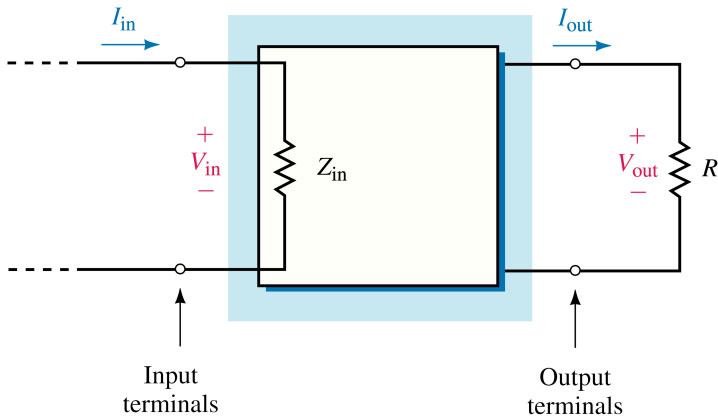 I_in
I_out
+
V_in
−
Z_in
+
V_out
−
R
Input
terminals
Output
terminals